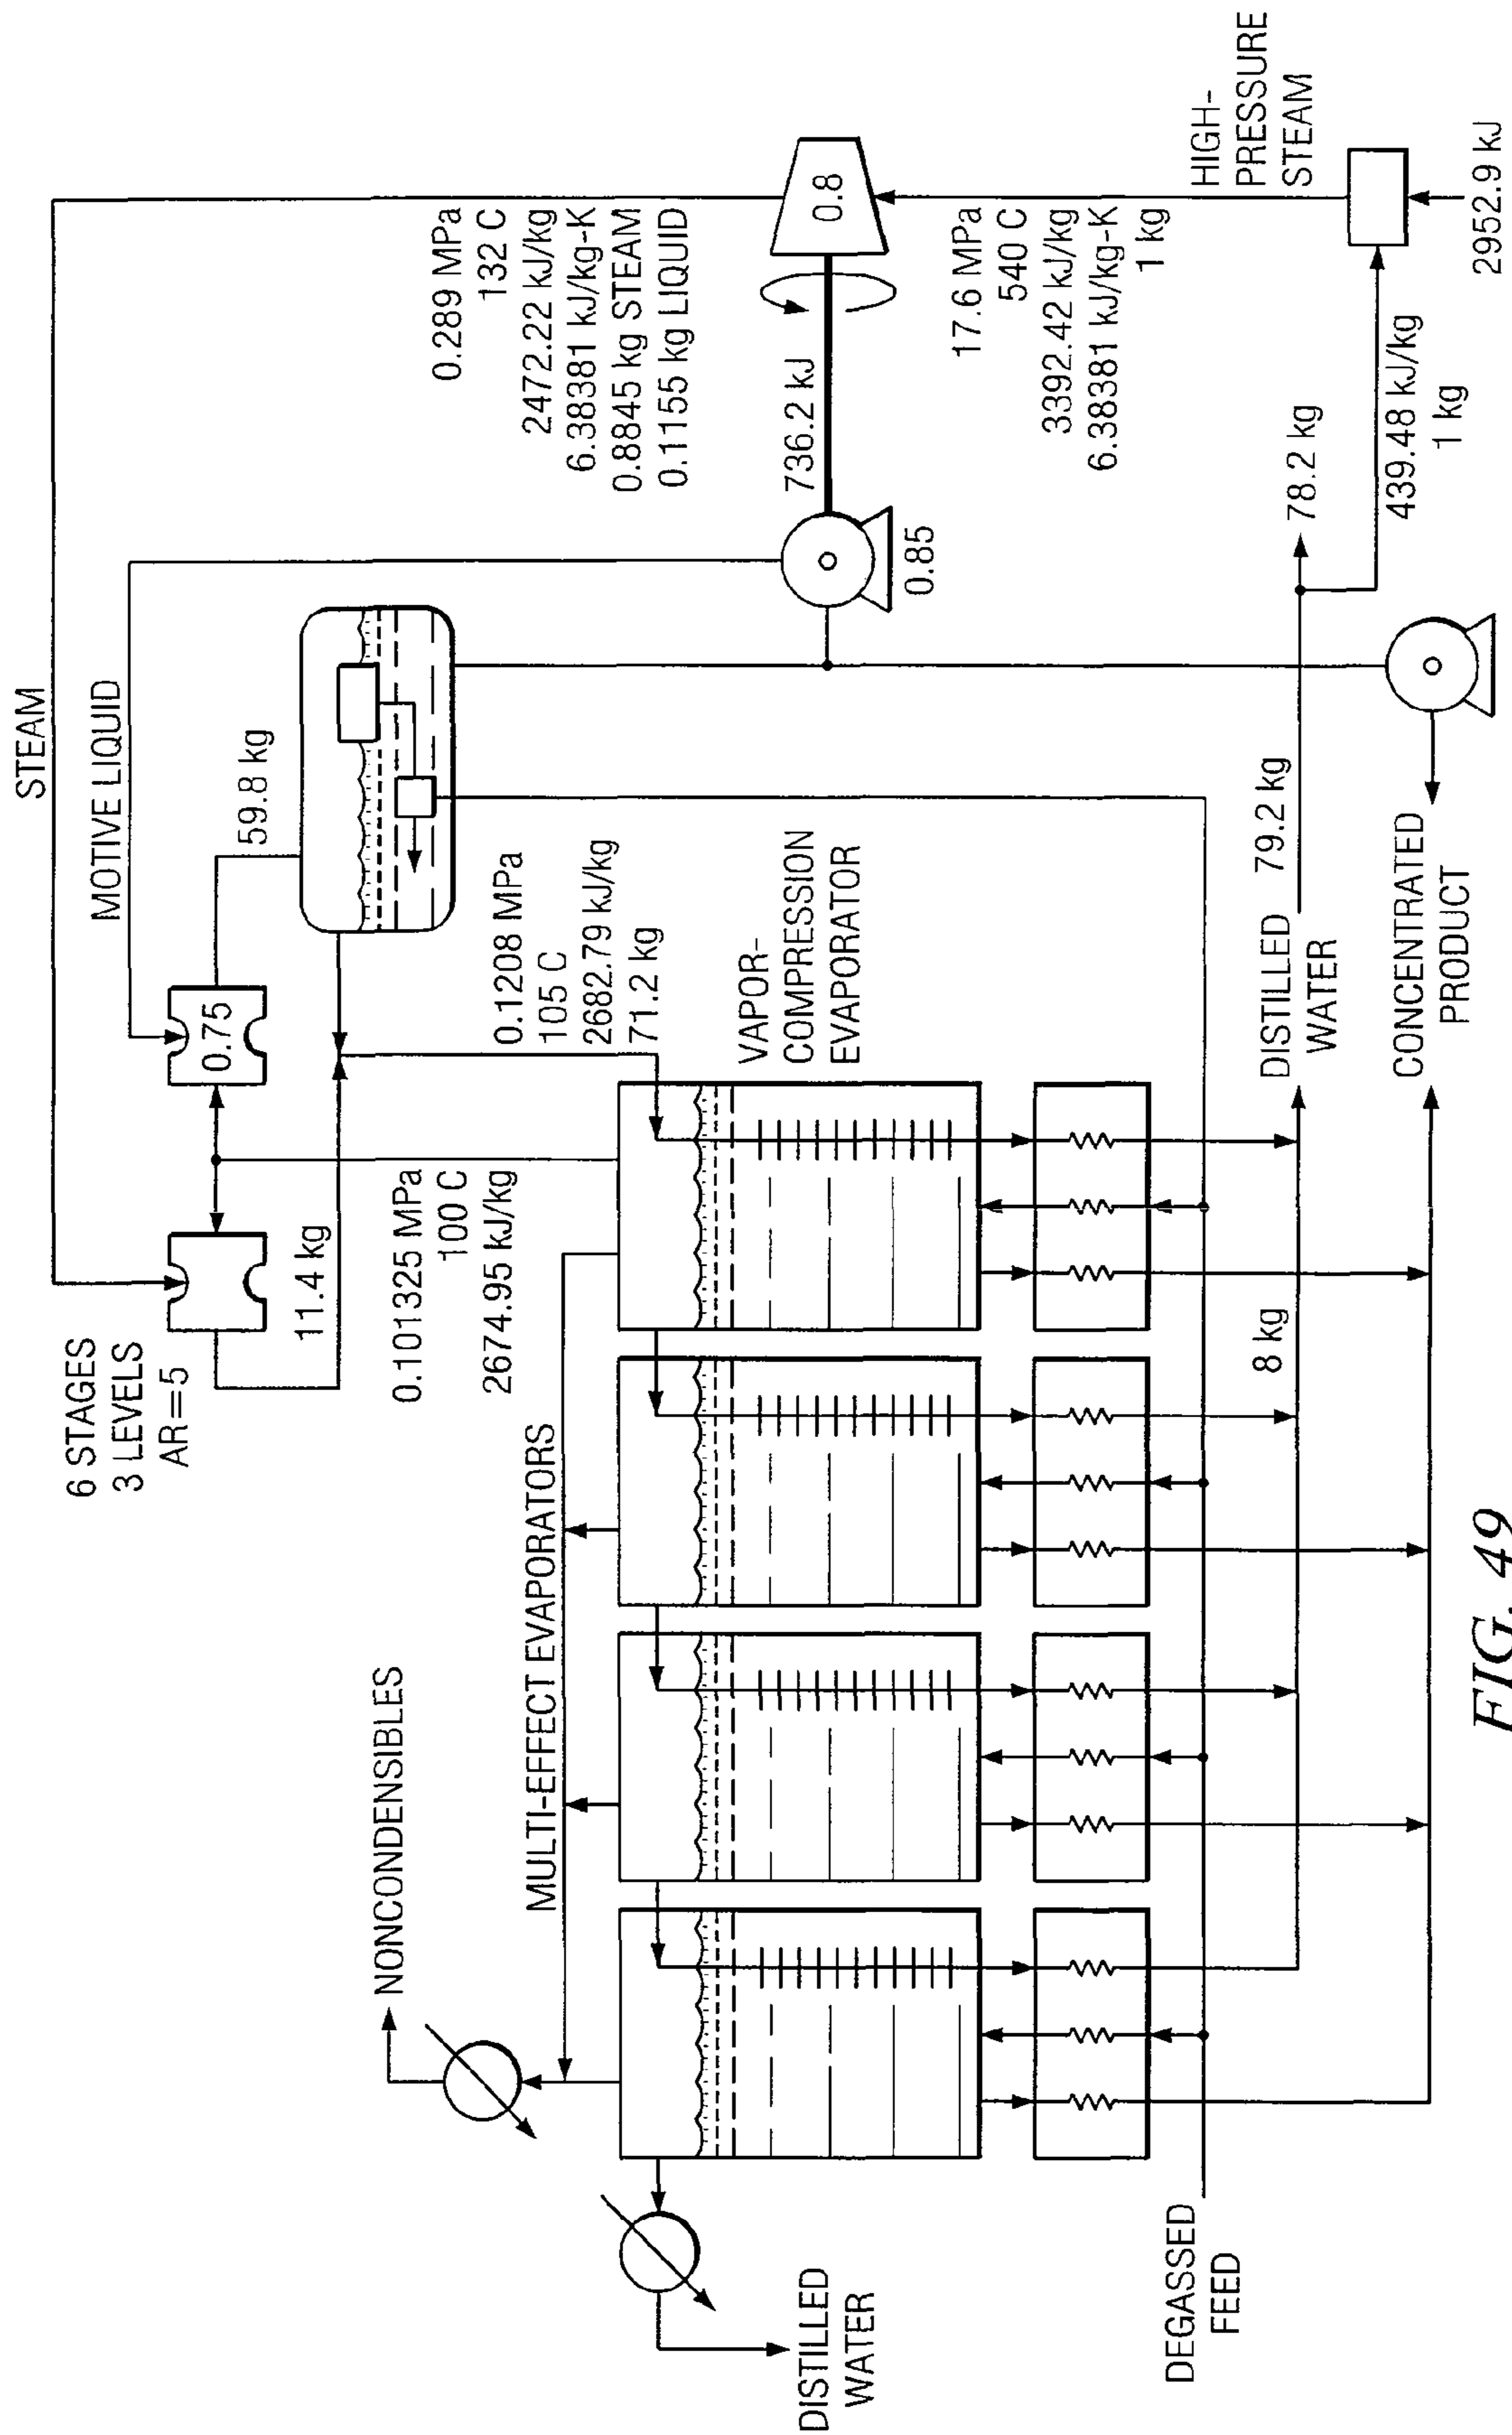 STEAM
MOTIVE LIQUID
6 STAGES
3 LEVELS
AR=5
0.75
59.8 kg
11.4 kg
0.289 MPa
132 C
2472.22 kJ/kg
6.38381 kJ/kg-K
0.8845 kg STEAM
0.1155 kg LIQUID
0.8
736.2 kJ
0.85
17.6 MPa
540 C
3392.42 kJ/kg
6.38381 kJ/kg-K
1 kg
HIGH-
PRESSURE
STEAM
2952.9 kJ
439.48 kJ/kg
1 kg
78.2 kg
79.2 kg
0.101325 MPa
100 C
2674.95 kJ/kg
0.1208 MPa
105 C
2682.79 kJ/kg
71.2 kg
VAPOR-
COMPRESSION
EVAPORATOR
NONCONDENSIBLES
MULTI-EFFECT EVAPORATORS
8 kg
DISTILLED
WATER
CONCENTRATED
PRODUCT
DISTILLED
WATER
DEGASSED
FEED
FIG. 49